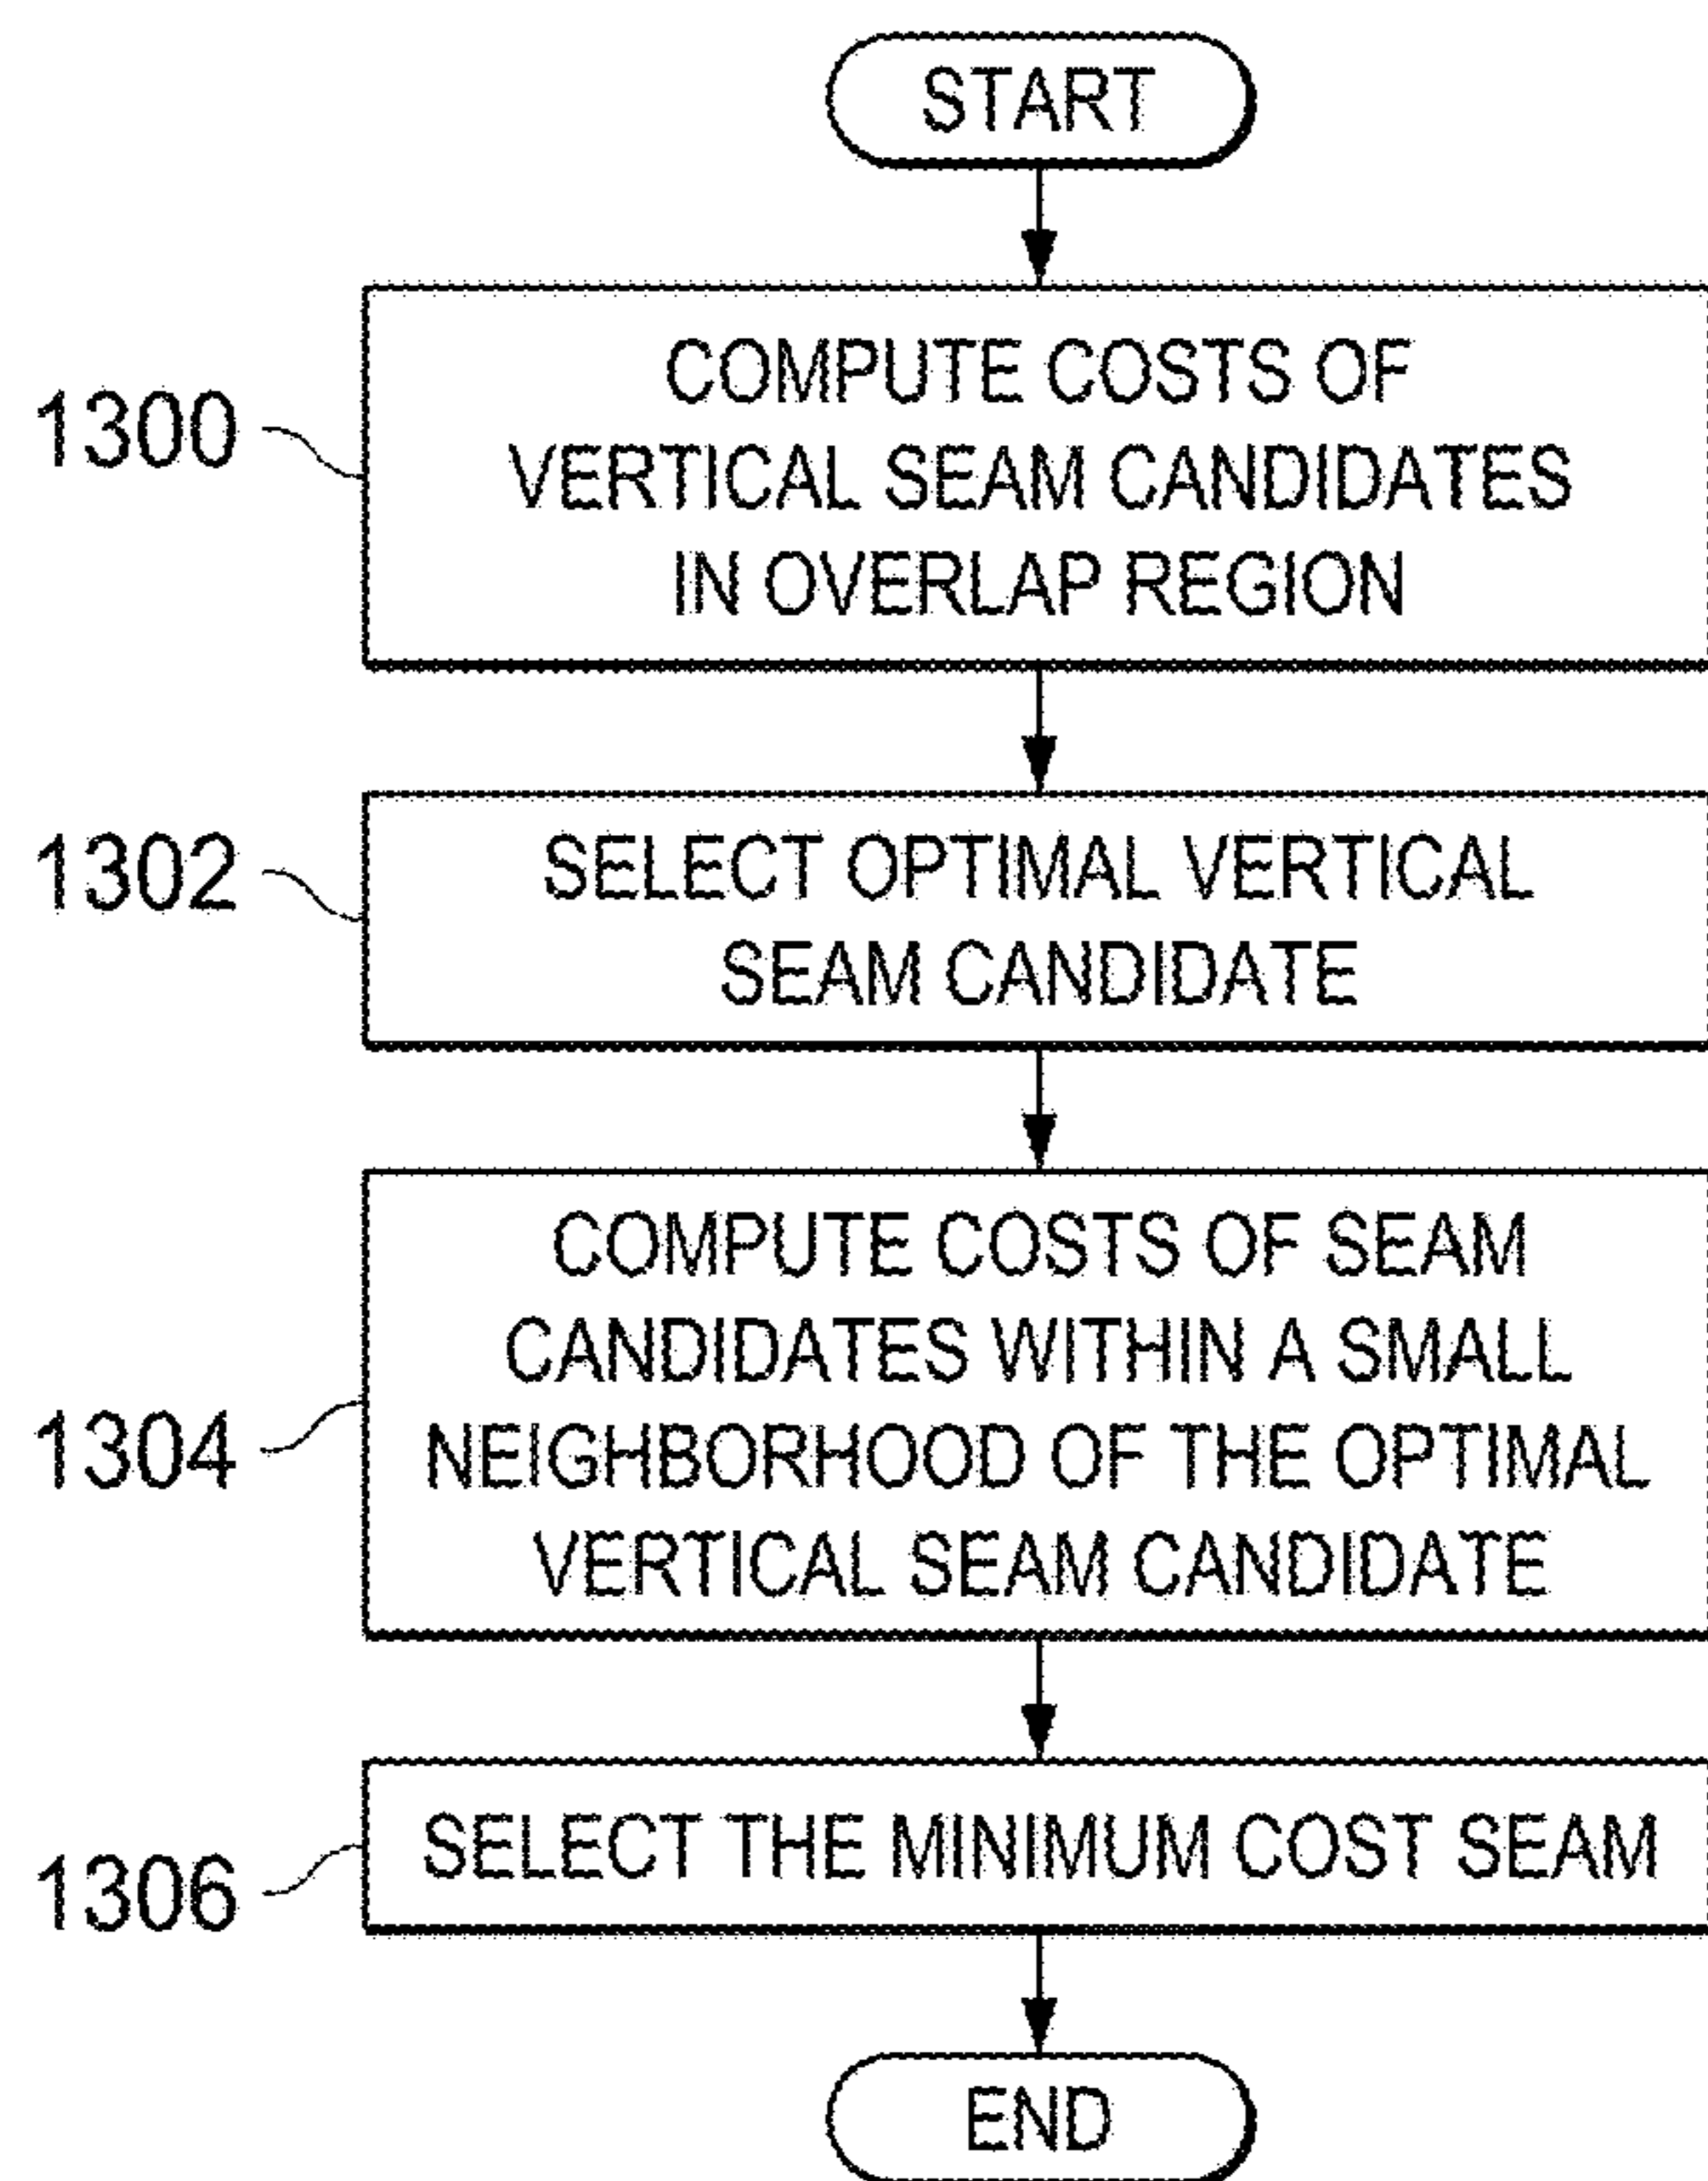 START
1300
COMPUTE COSTS OF
VERTICAL SEAM CANDIDATES
IN OVERLAP REGION
1302
SELECT OPTIMAL VERTICAL
SEAM CANDIDATE
1304
COMPUTE COSTS OF SEAM
CANDIDATES WITHIN A SMALL
NEIGHBORHOOD OF THE OPTIMAL
VERTICAL SEAM CANDIDATE
1306
SELECT THE MINIMUM COST SEAM
END